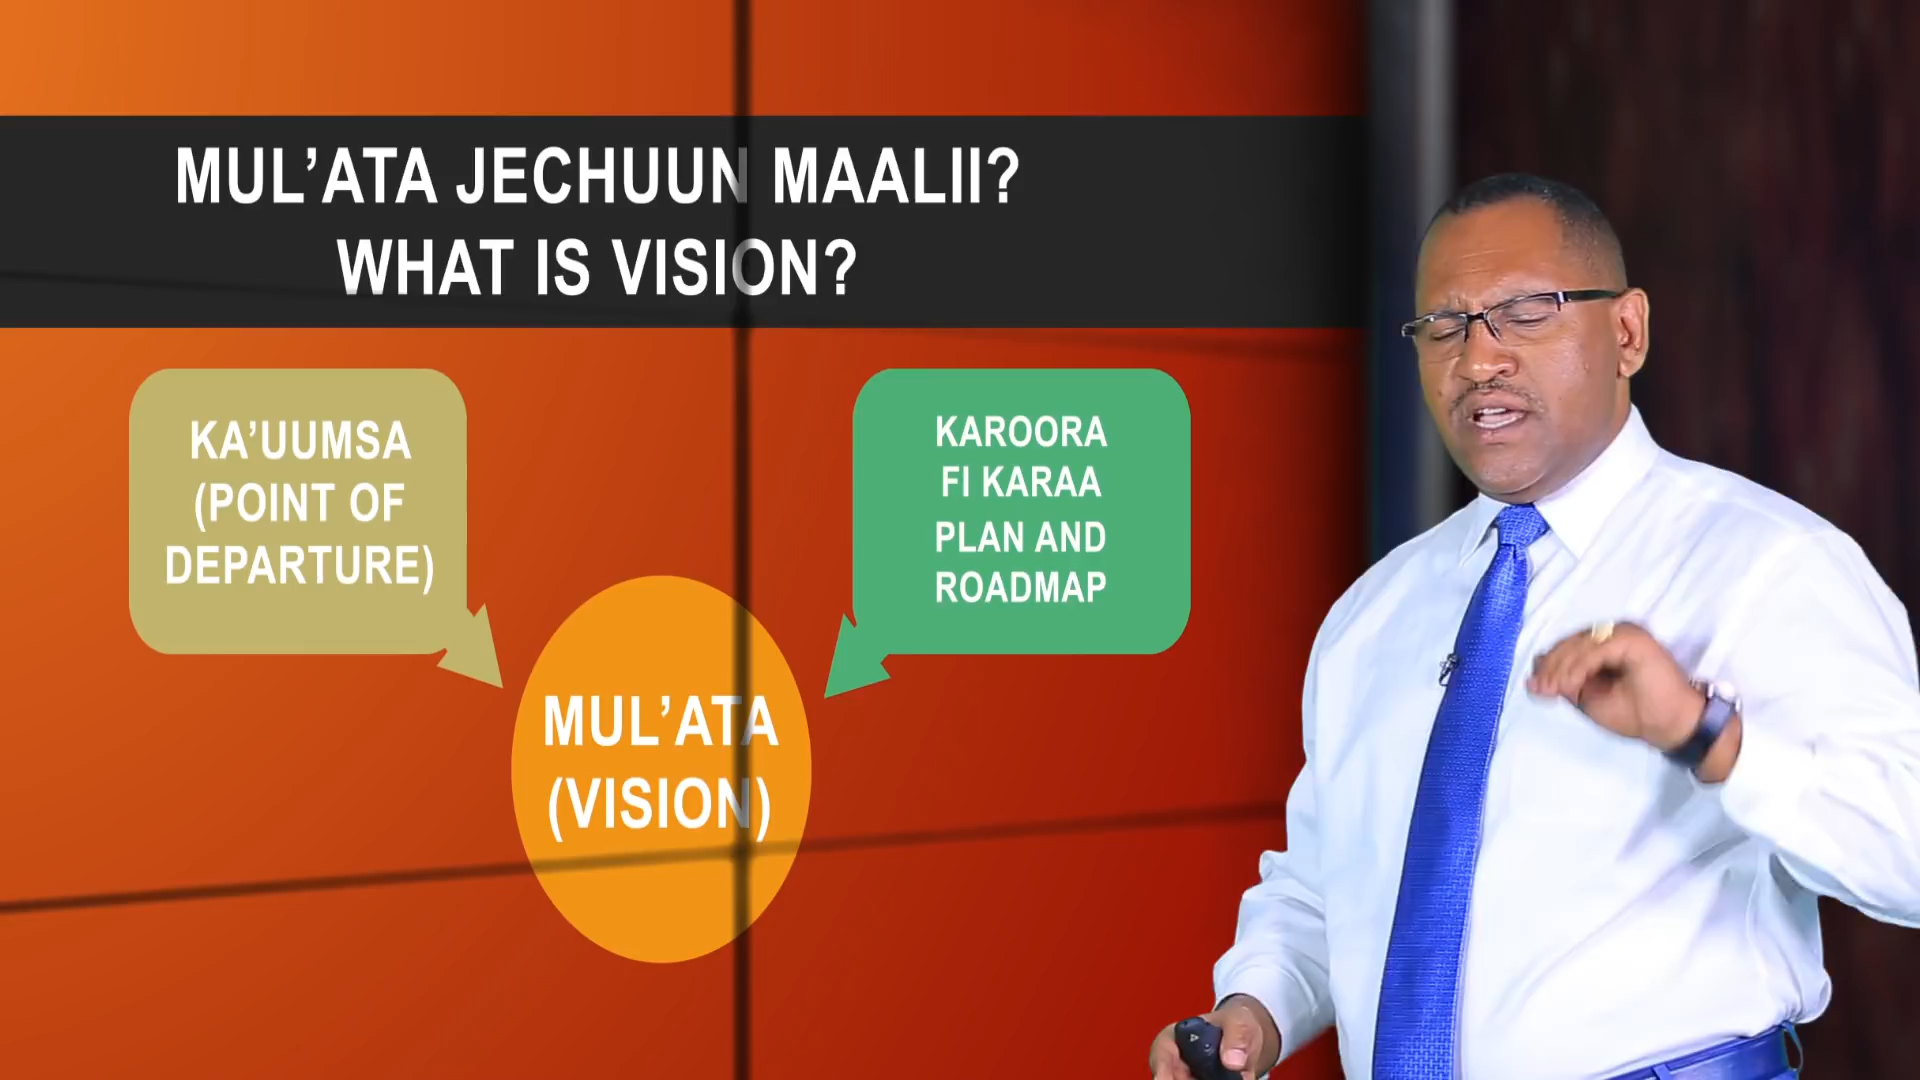 MUL’ATA JECHUUN MAALII?
WHAT IS VISION?
KA’UUMSA
(POINT OF
DEPARTURE)
KAROORA
FI KARAA
PLAN AND
ROADMAP
MUL’ATA
(VISION)